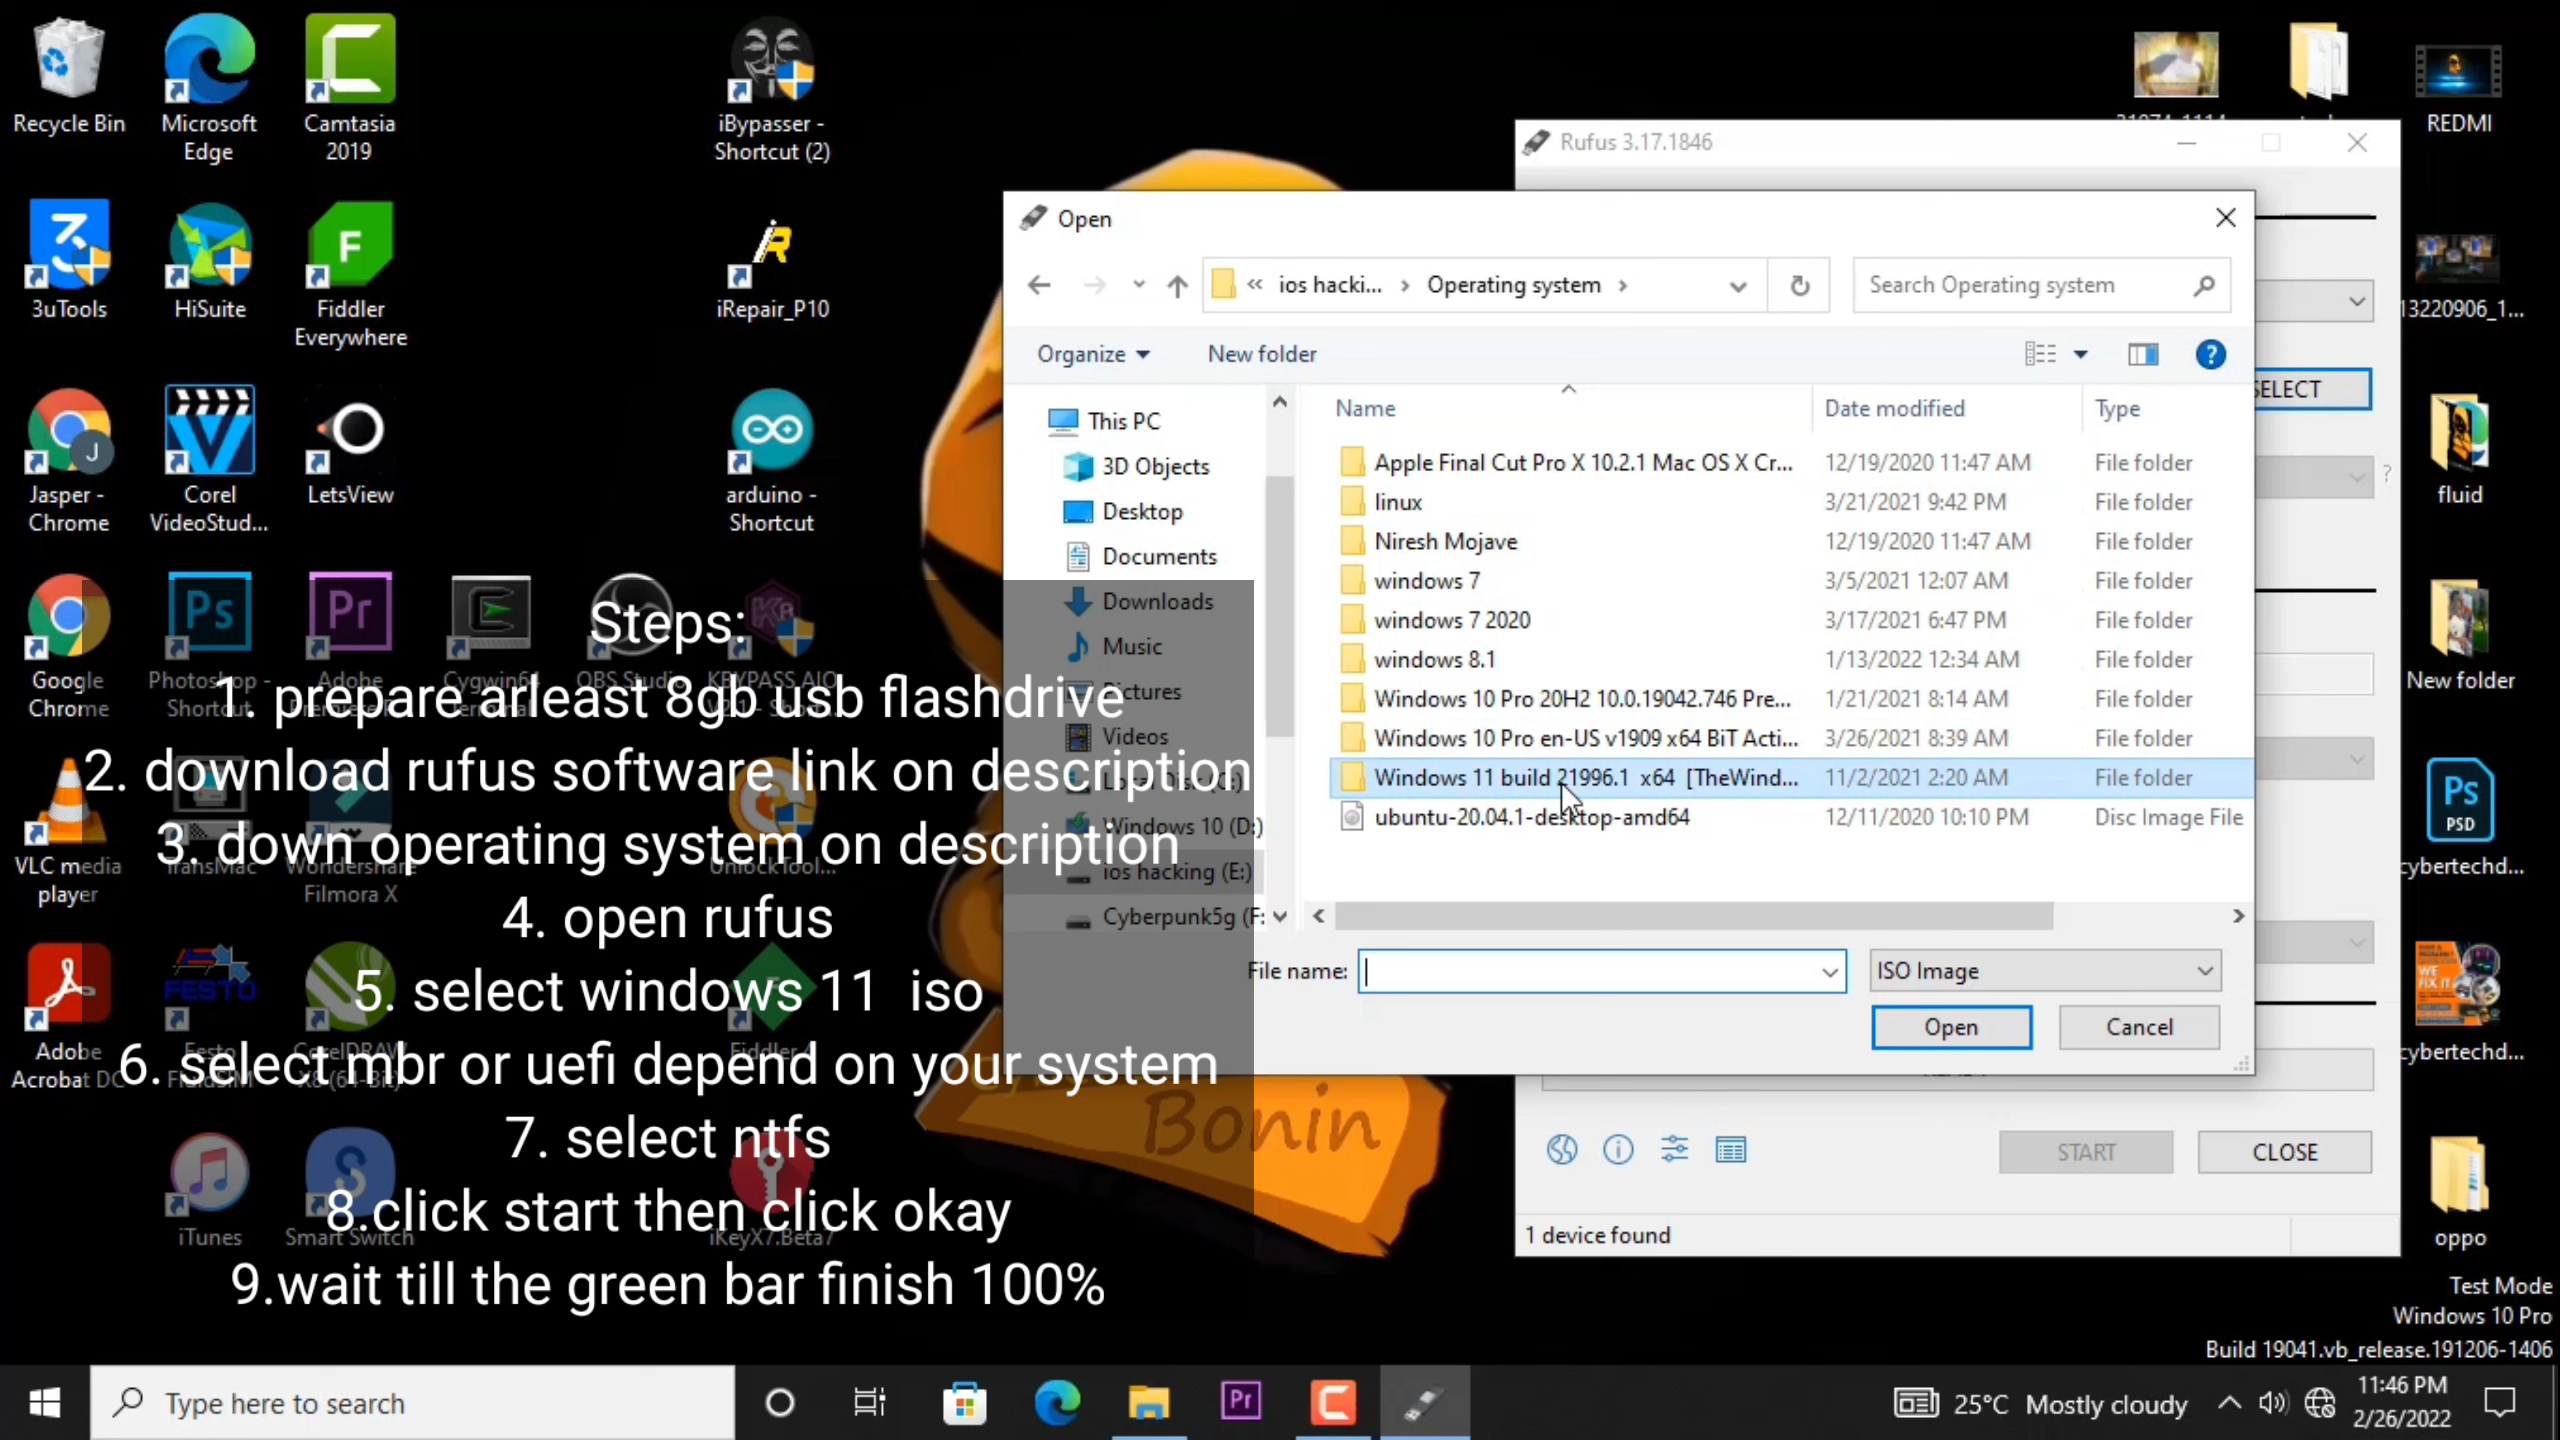 Recycle Bin
Microsoft
Edge
Camtasia
2019
iBypasser -
Shortcut (2)
REDMI
3uTools
HiSuite
Fiddler
Everywhere
iRepair_P10
13220906_1...
Jasper -
Chrome
Corel
VideoStud...
LetsView
arduino -
Shortcut
fluid
Google
Chrome
Photoshop -
Shortcut
Adobe
Cygwin64
OBS Studio
KEYPASS AIO
New folder
VLC media
player
TransMac
Wondershare
Filmora X
UnlockTool...
cybertechd...
Adobe
Acrobat DC
Festo
FluidSIM
CorelDRAW
X8 (64-Bit)
Fiddler 4
cybertechd...
iTunes
Smart Switch
iKeyX7.Beta7
oppo
Rufus 3.17.1846
SELECT
?
START
CLOSE
1 device found
Open
« ios hacki... › Operating system ›
Search Operating system
Organize
New folder
This PC
3D Objects
Desktop
Documents
Downloads
Music
Pictures
Videos
Local Disk (C:)
Windows 10 (D:)
ios hacking (E:)
Cyberpunk5g (F:
Name Date modified Type
Apple Final Cut Pro X 10.2.1 Mac OS X Cr... 12/19/2020 11:47 AM File folder
linux 3/21/2021 9:42 PM File folder
Niresh Mojave 12/19/2020 11:47 AM File folder
windows 7 3/5/2021 12:07 AM File folder
windows 7 2020 3/17/2021 6:47 PM File folder
windows 8.1 1/13/2022 12:34 AM File folder
Windows 10 Pro 20H2 10.0.19042.746 Pre... 1/21/2021 8:14 AM File folder
Windows 10 Pro en-US v1909 x64 BiT Acti... 3/26/2021 8:39 AM File folder
Windows 11 build 21996.1 x64 [TheWind... 11/2/2021 2:20 AM File folder
ubuntu-20.04.1-desktop-amd64 12/11/2020 10:10 PM Disc Image File
File name:
ISO Image
Open
Cancel
Steps:
1. prepare arleast 8gb usb flashdrive
2. download rufus software link on description
3. down operating system on description
4. open rufus
5. select windows 11 iso
6. select mbr or uefi depend on your system
7. select ntfs
8.click start then click okay
9.wait till the green bar finish 100%
Bonin
WE
FIX IT
Test Mode
Windows 10 Pro
Build 19041.vb_release.191206-1406
Type here to search
25°C Mostly cloudy
11:46 PM
2/26/2022